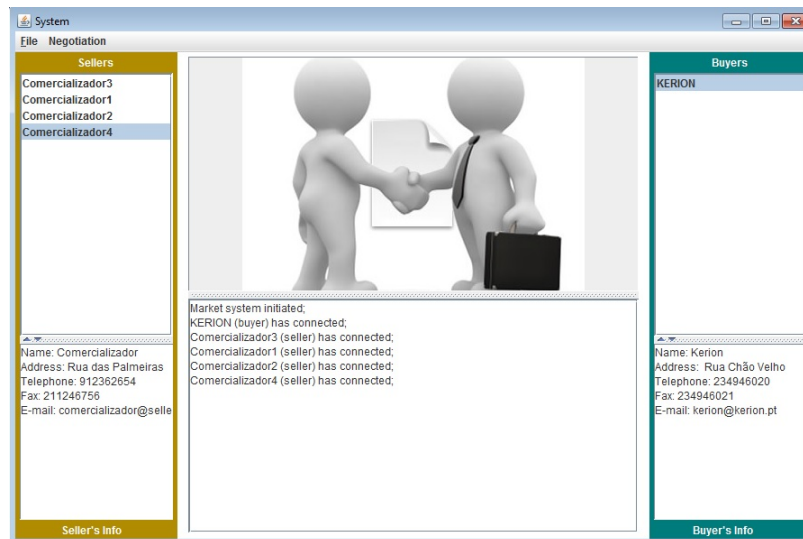 System
File Negotiation
Sellers
Comercializador3
Comercializador1
Comercializador2
Comercializador4
Name: Comercializador
Address: Rua das Palmeiras
Telephone: 912362654
Fax: 211246756
E-mail: comercializador@selle
Seller's Info
Market system initiated;
KERION (buyer) has connected;
Comercializador3 (seller) has connected;
Comercializador1 (seller) has connected;
Comercializador2 (seller) has connected;
Comercializador4 (seller) has connected;
Buyers
KERION
Name: Kerion
Address:  Rua Chão Velho
Telephone: 234946020
Fax: 234946021
E-mail: kerion@kerion.pt
Buyer's Info